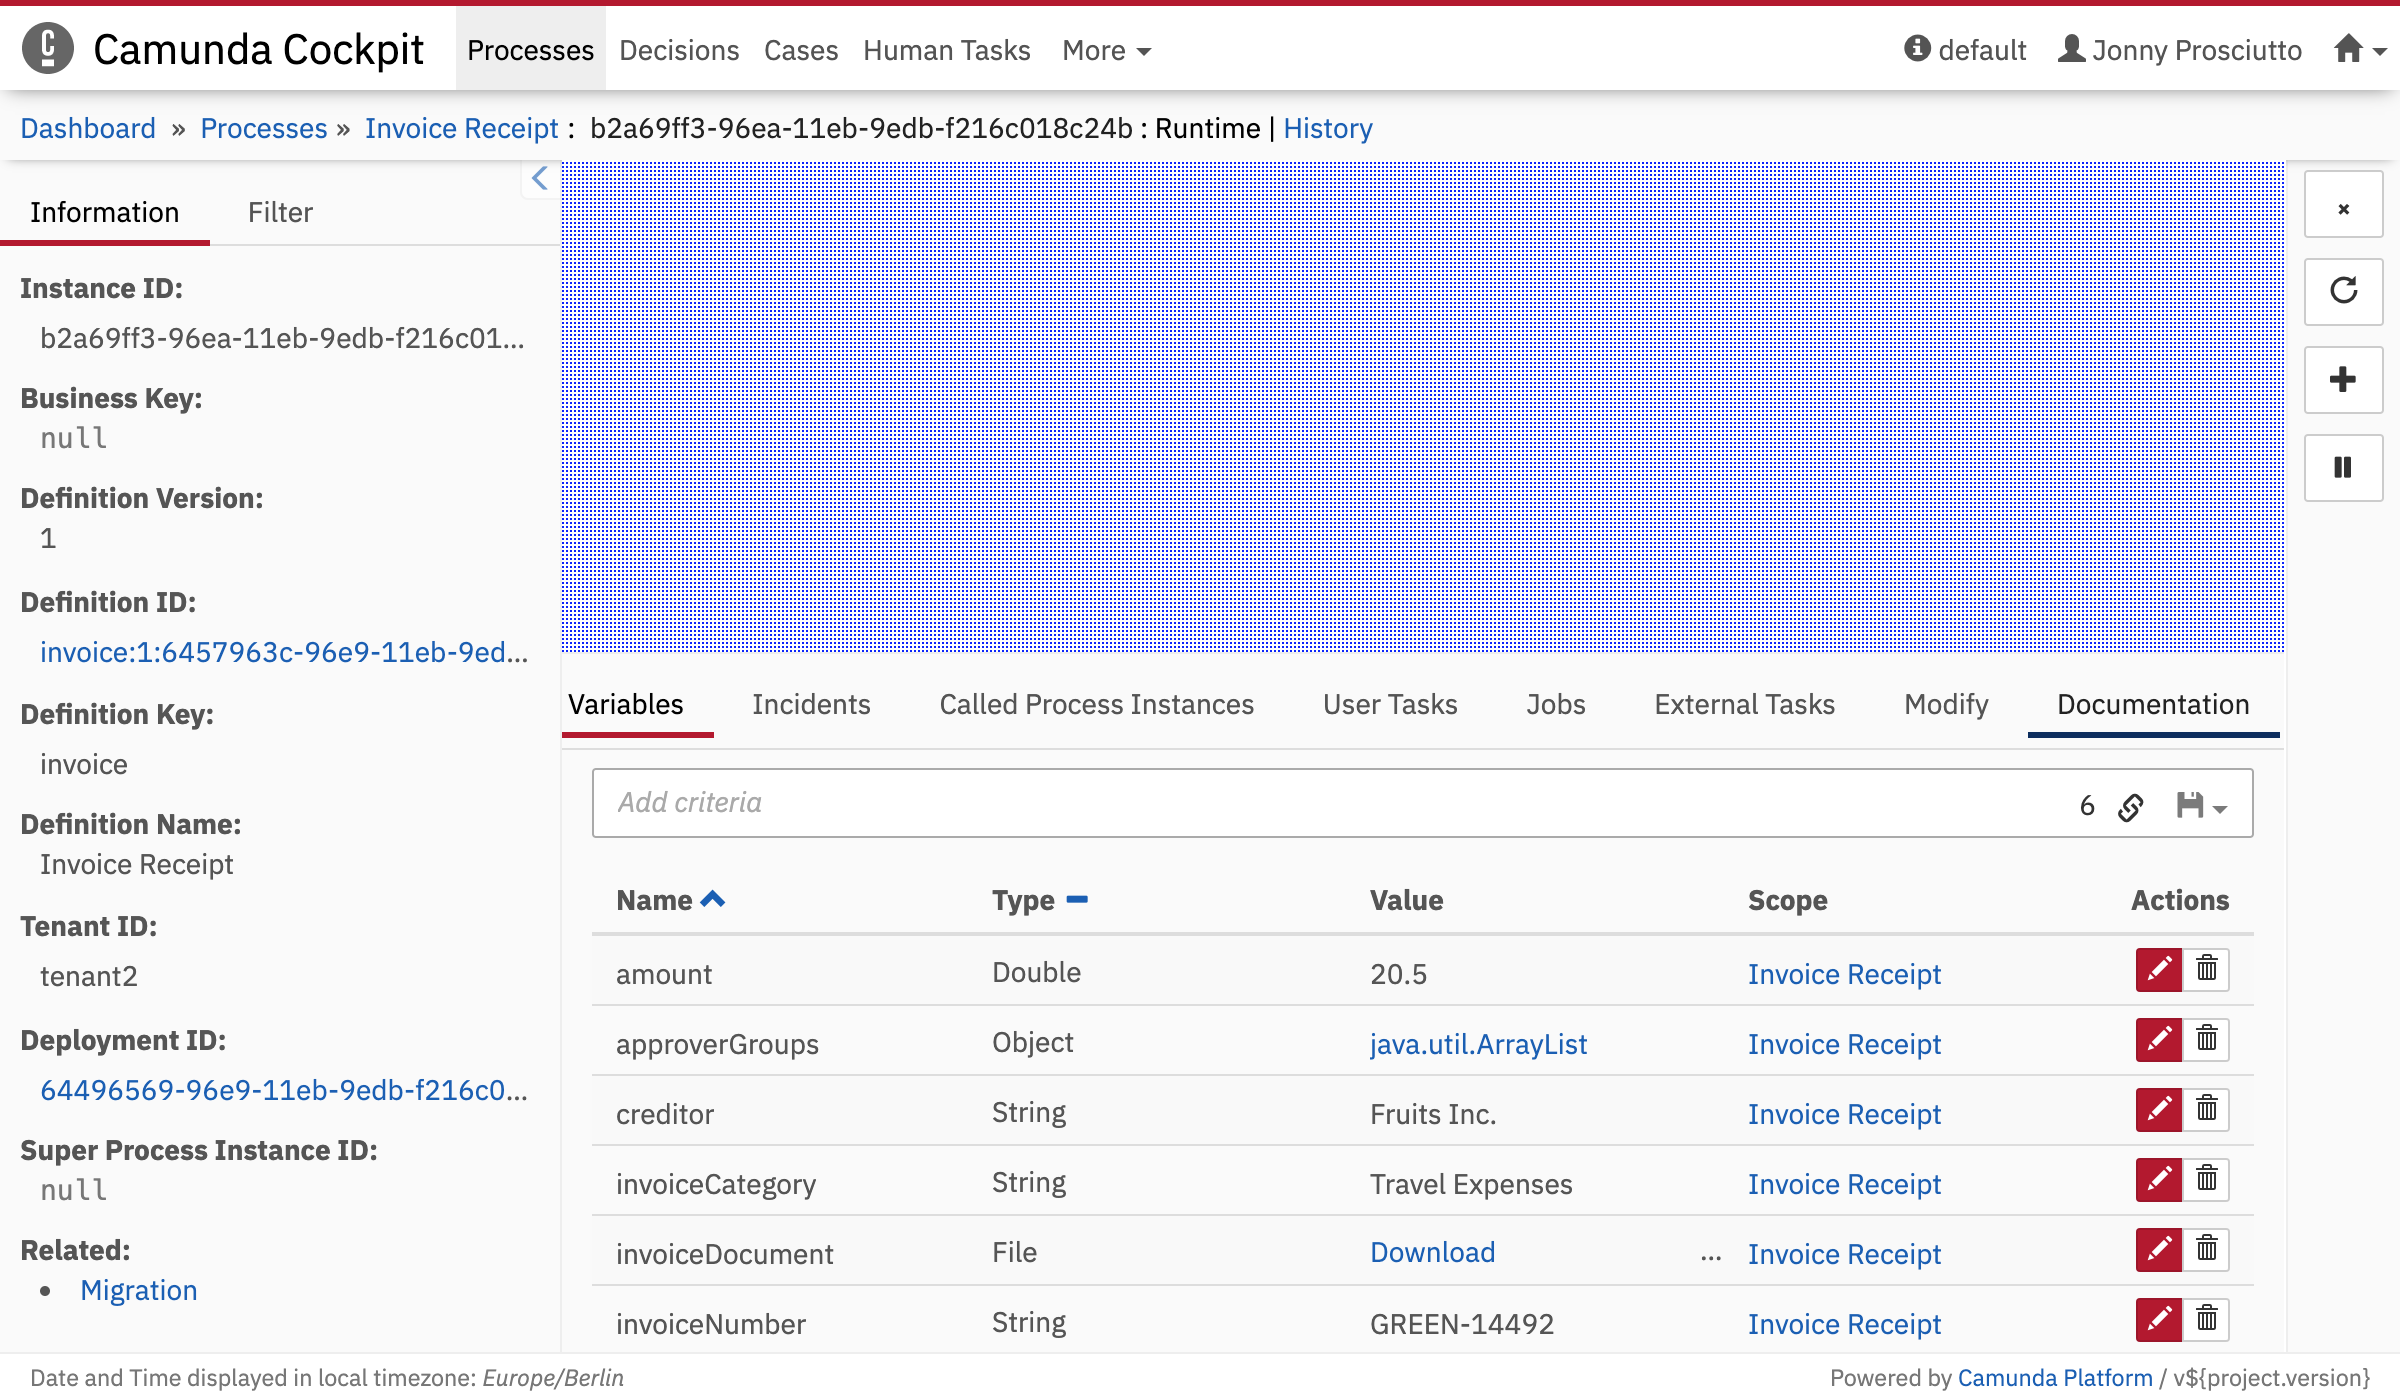 Camunda Cockpit Processes Decisions Cases Human Tasks More default Jonny Prosciutto
Dashboard » Processes » Invoice Receipt : b2a69ff3-96ea-11eb-9edb-f216c018c24b : Runtime | History
Information Filter
Instance ID:
b2a69ff3-96ea-11eb-9edb-f216c01...
Business Key:
null
Definition Version:
1
Definition ID:
invoice:1:6457963c-96e9-11eb-9ed...
Definition Key:
invoice
Definition Name:
Invoice Receipt
Tenant ID:
tenant2
Deployment ID:
64496569-96e9-11eb-9edb-f216c0...
Super Process Instance ID:
null
Related:
• Migration
Variables Incidents Called Process Instances User Tasks Jobs External Tasks Modify Documentation
Add criteria 6
Name Type Value Scope Actions
amount Double 20.5 Invoice Receipt
approverGroups Object java.util.ArrayList Invoice Receipt
creditor String Fruits Inc. Invoice Receipt
invoiceCategory String Travel Expenses Invoice Receipt
invoiceDocument File Download ... Invoice Receipt
invoiceNumber String GREEN-14492 Invoice Receipt
Date and Time displayed in local timezone: Europe/Berlin Powered by Camunda Platform / v${project.version}